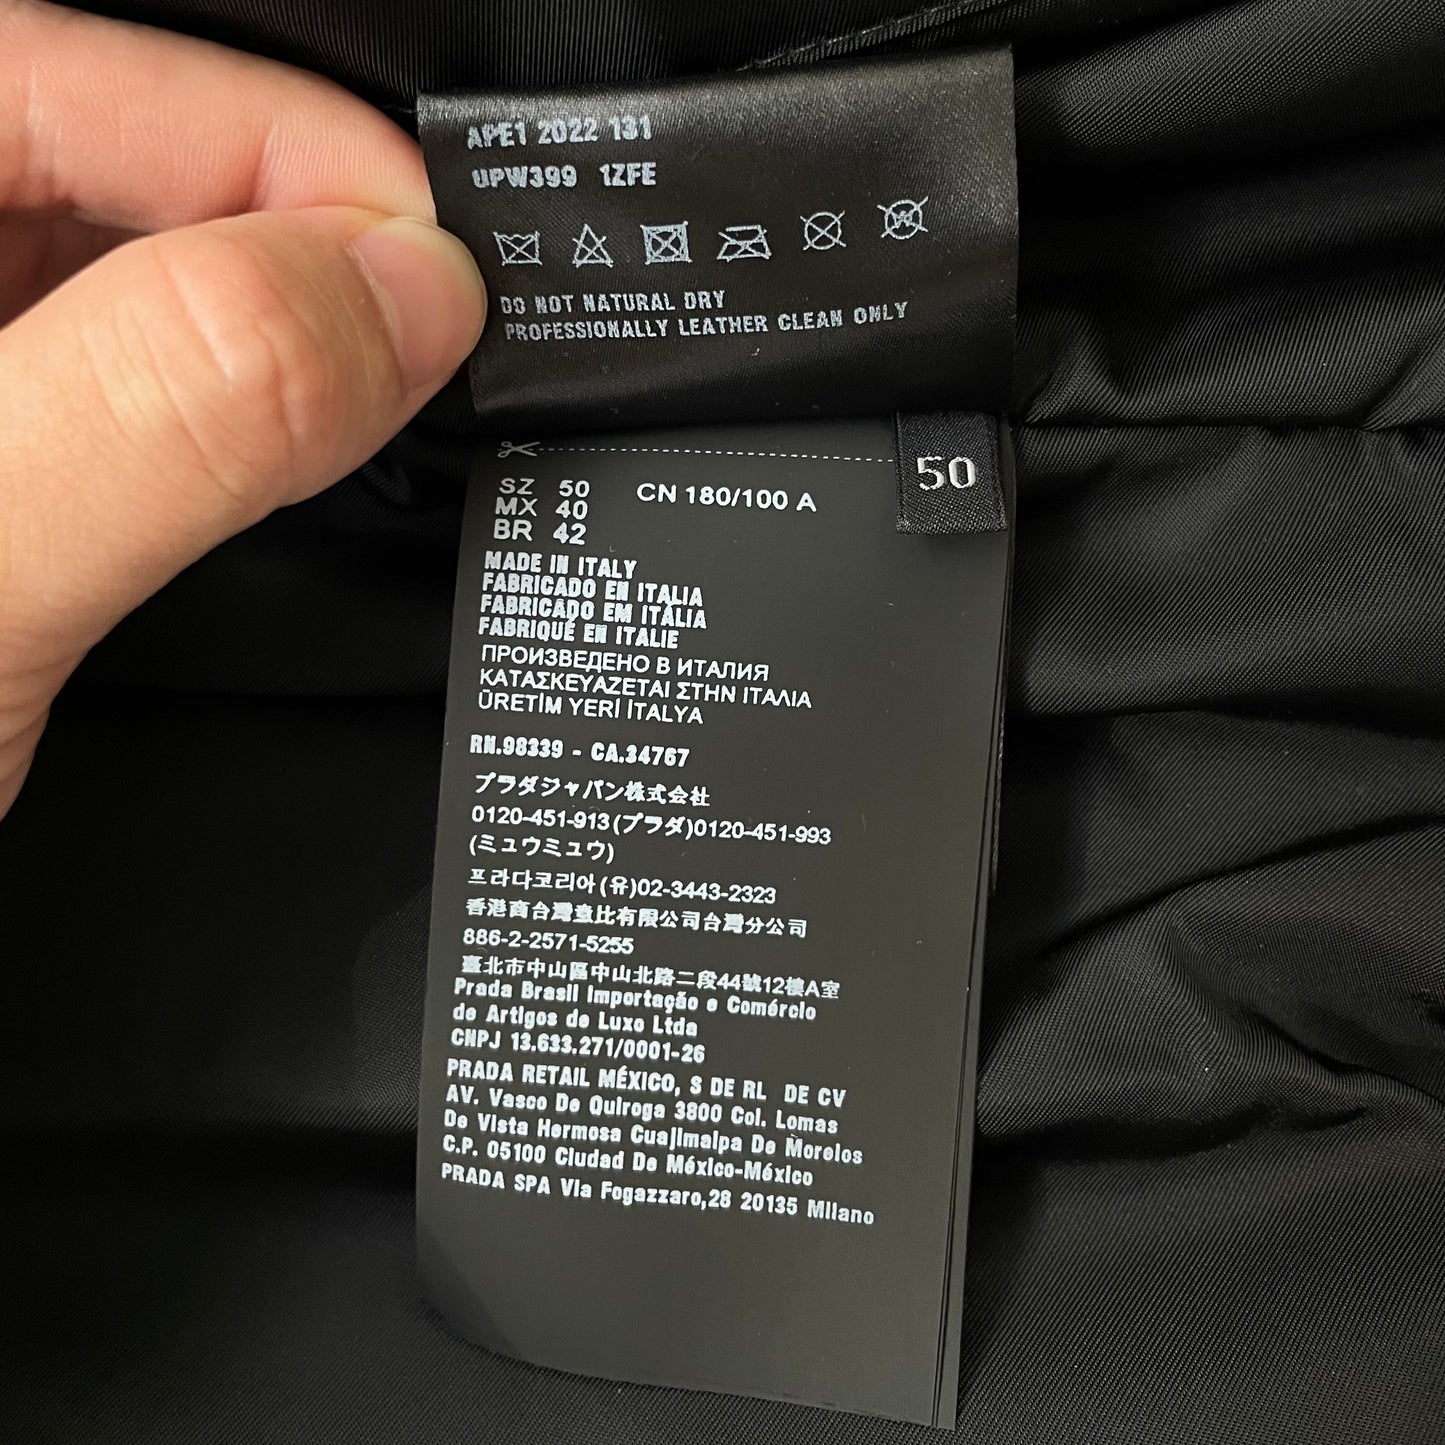 APE1 2022 131
UPW399 1ZFE
DO NOT NATURAL DRY
PROFESSIONALLY LEATHER CLEAN ONLY
50
SZ 50 CN 180/100 A
MX 40
BR 42
MADE IN ITALY
FABRICADO EN ITALIA
FABRICADO EM ITÁLIA
FABRIQUÉ EN ITALIE
ПРОИЗВЕДЕНО В ИТАЛИЯ
ΚΑΤΑΣΚΕΥΑΖΕΤΑΙ ΣΤΗΝ ΙΤΑΛΙΑ
ÜRETİM YERİ İTALYA
RN.98339 - CA.34767
プラダジャパン株式会社
0120-451-913(プラダ)0120-451-993
(ミュウミュウ)
프라다코리아(유)02-3443-2323
香港商台灣壹比有限公司台灣分公司
886-2-2571-5255
臺北市中山區中山北路二段44號12樓A室
Prada Brasil Importação e Comércio
de Artigos de Luxo Ltda
CNPJ 13.633.271/0001-26
PRADA RETAIL MÉXICO, S DE RL DE CV
AV. Vasco De Quiroga 3800 Col. Lomas
De Vista Hermosa Cuajimalpa De Morelos
C.P. 05100 Ciudad De México-México
PRADA SPA Via Fogazzaro,28 20135 Milano